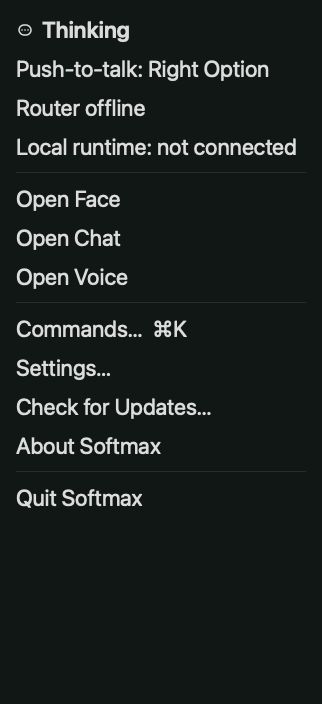 Thinking
Push-to-talk: Right Option
Router offline
Local runtime: not connected
Open Face
Open Chat
Open Voice
Commands... ⌘K
Settings...
Check for Updates...
About Softmax
Quit Softmax